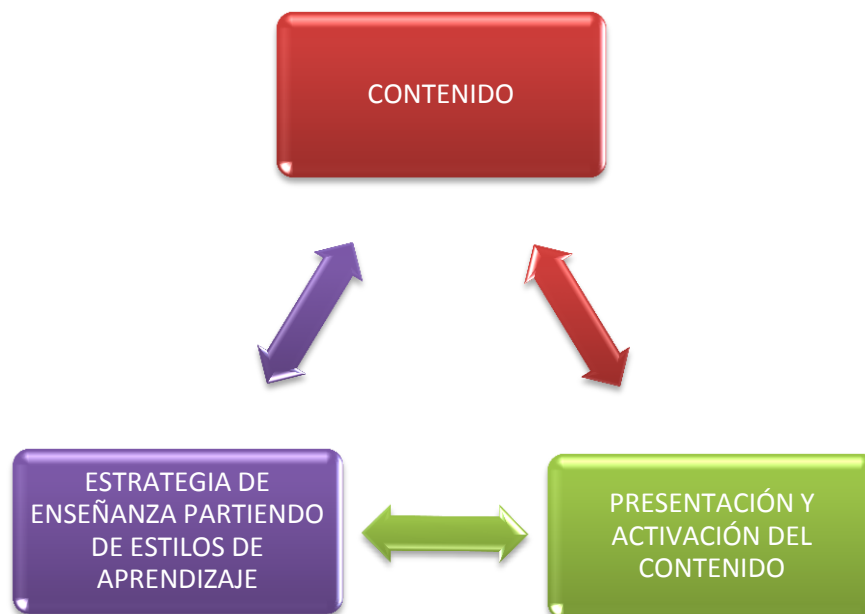 CONTENIDO
ESTRATEGIA DE
ENSEÑANZA PARTIENDO
DE ESTILOS DE
APRENDIZAJE
PRESENTACIÓN Y
ACTIVACIÓN DEL
CONTENIDO